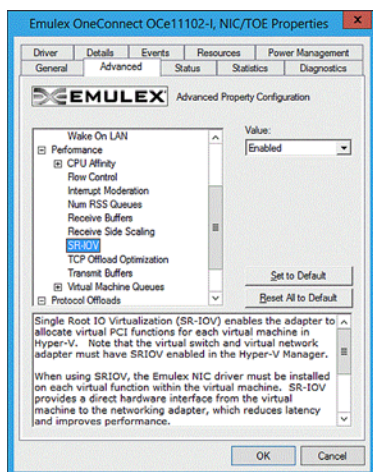 Emulex OneConnect OCe11102-I, NIC/TOE Properties
Driver Details Events Resources Power Management
General Advanced Status Statistics Diagnostics
EMULEX Advanced Property Configuration
Wake On LAN
Performance
CPU Affinity
Flow Control
Interrupt Moderation
Num RSS Queues
Receive Buffers
Receive Side Scaling
SR-IOV
TCP Offload Optimization
Transmit Buffers
Virtual Machine Queues
Protocol Offloads
Value:
Enabled
Set to Default
Reset All to Default
Single Root IO Virtualization (SR-IOV) enables the adapter to
allocate virtual PCI functions for each virtual machine in
Hyper-V. Note that the virtual switch and virtual network
adapter must have SRIOV enabled in the Hyper-V Manager.
When using SRIOV, the Emulex NIC driver must be installed
on each virtual function within the virtual machine. SR-IOV
provides a direct hardware interface from the virtual
machine to the networking adapter, which reduces latency
and improves performance.
OK Cancel